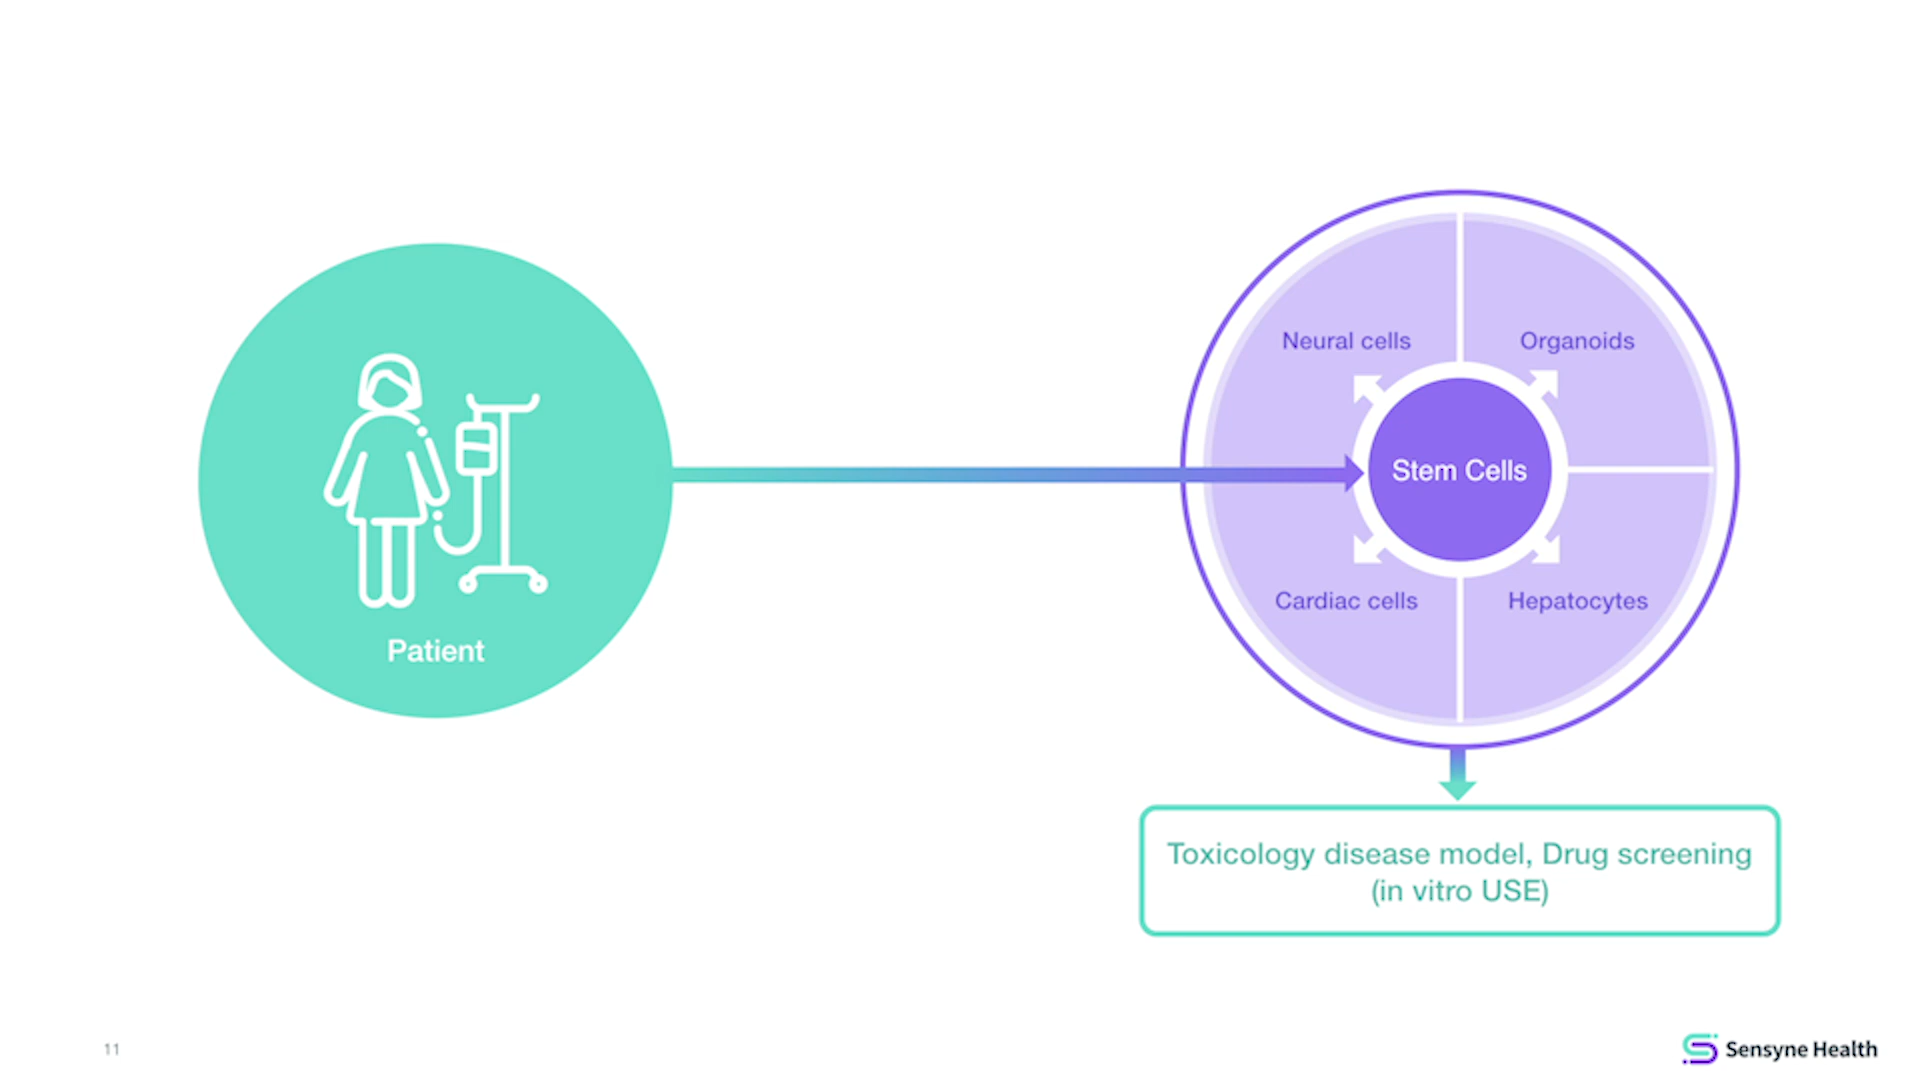 Neural cells
Organoids
Stem Cells
Cardiac cells
Hepatocytes
Patient
Toxicology disease model, Drug screening
(in vitro USE)
11
Sensyne Health